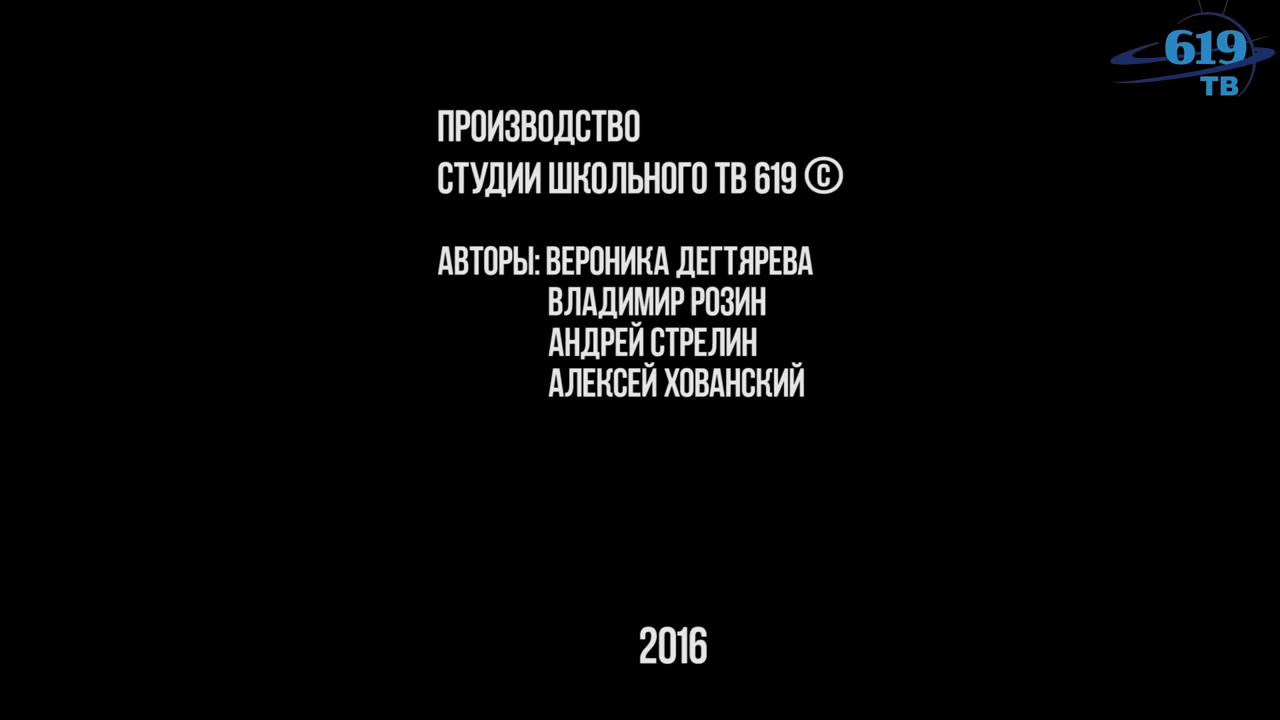 619
ТВ
ПРОИЗВОДСТВО
СТУДИИ ШКОЛЬНОГО ТВ 619 ©
АВТОРЫ: ВЕРОНИКА ДЕГТЯРЕВА
ВЛАДИМИР РОЗИН
АНДРЕЙ СТРЕЛИН
АЛЕКСЕЙ ХОВАНСКИЙ
2016